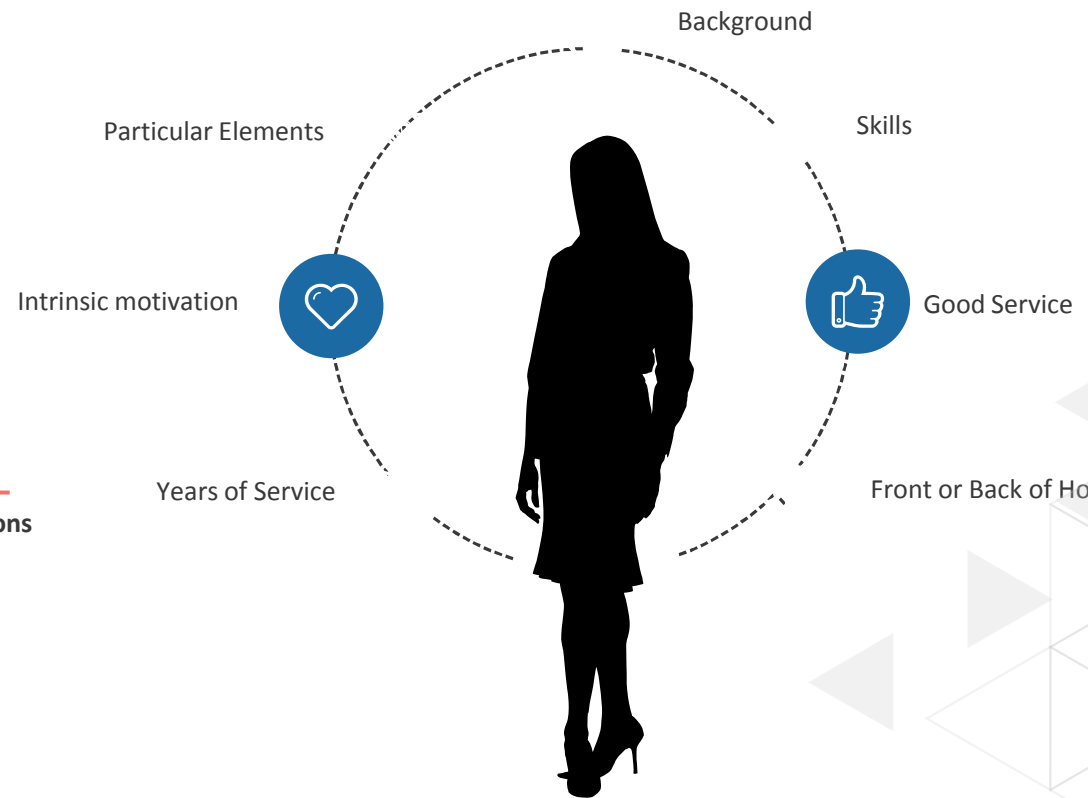 Background
Particular Elements
Skills
Intrinsic motivation
Good Service
Years of Service
Front or Back of Ho
ons